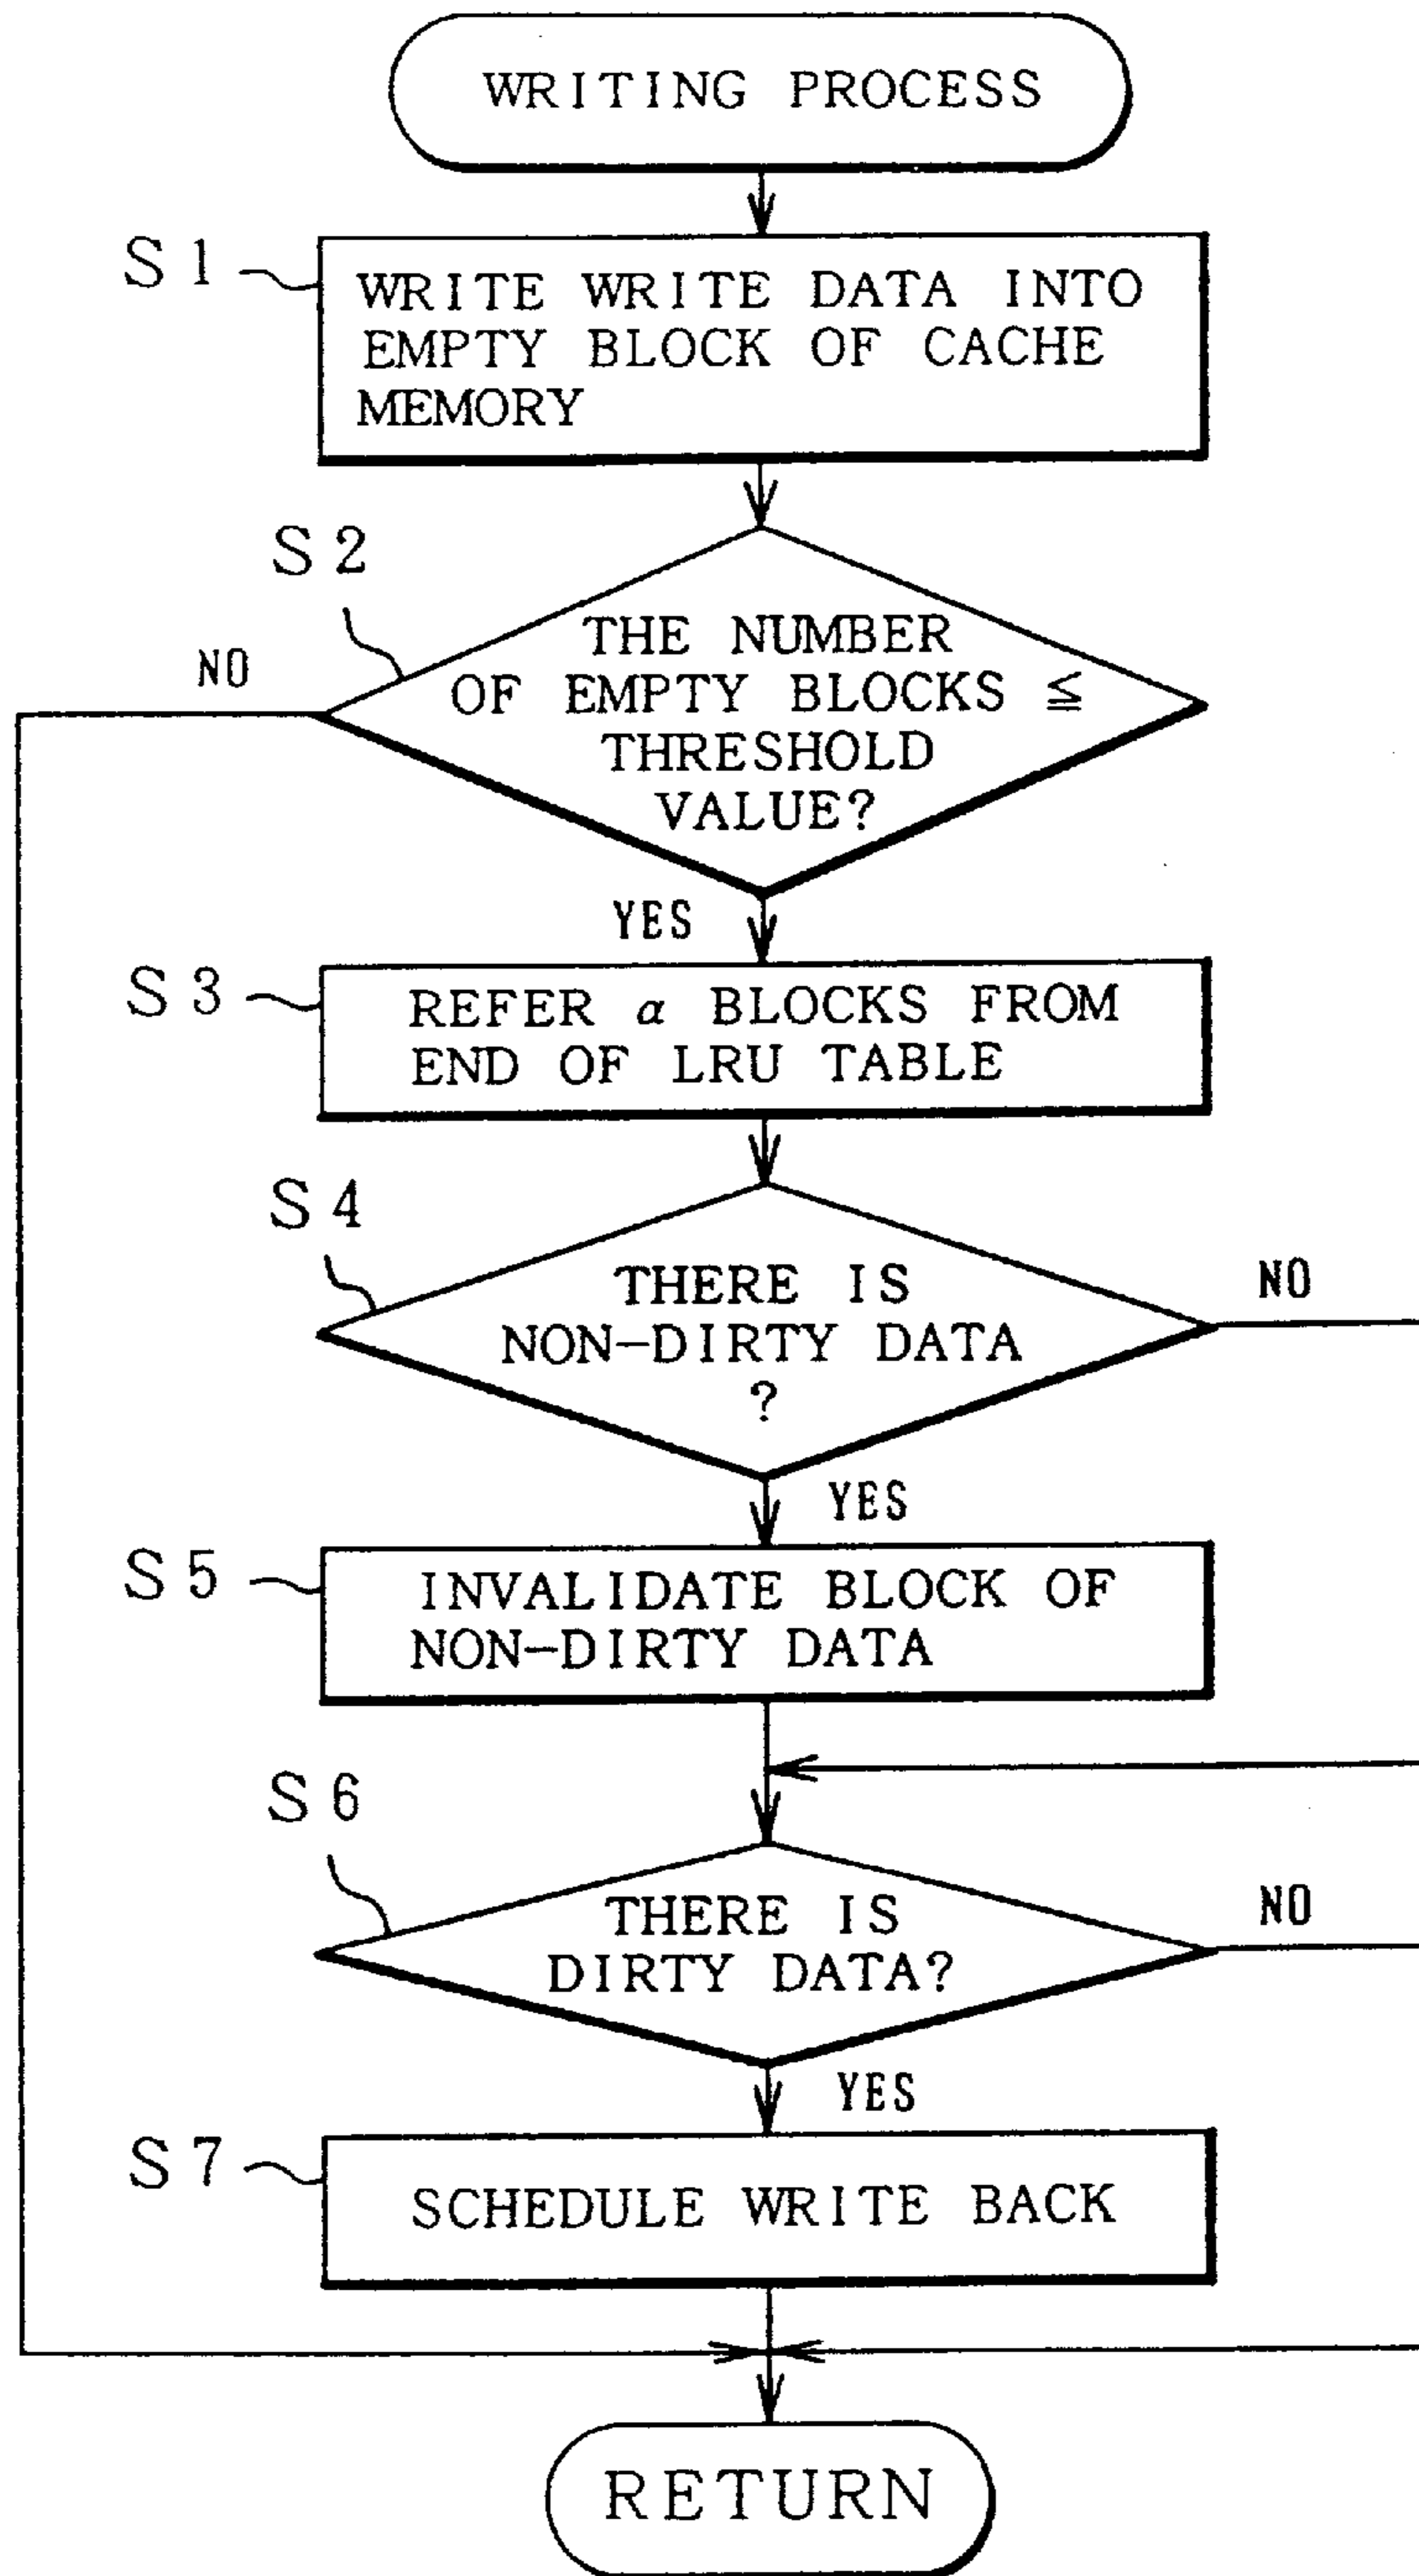 WRITING PROCESS
S1
WRITE WRITE DATA INTO
EMPTY BLOCK OF CACHE
MEMORY
S2
NO
THE NUMBER
OF EMPTY BLOCKS ≦
THRESHOLD
VALUE?
YES
S3
REFER α BLOCKS FROM
END OF LRU TABLE
S4
THERE IS
NON-DIRTY DATA
?
NO
YES
S5
INVALIDATE BLOCK OF
NON-DIRTY DATA
S6
THERE IS
DIRTY DATA?
NO
YES
S7
SCHEDULE WRITE BACK
RETURN